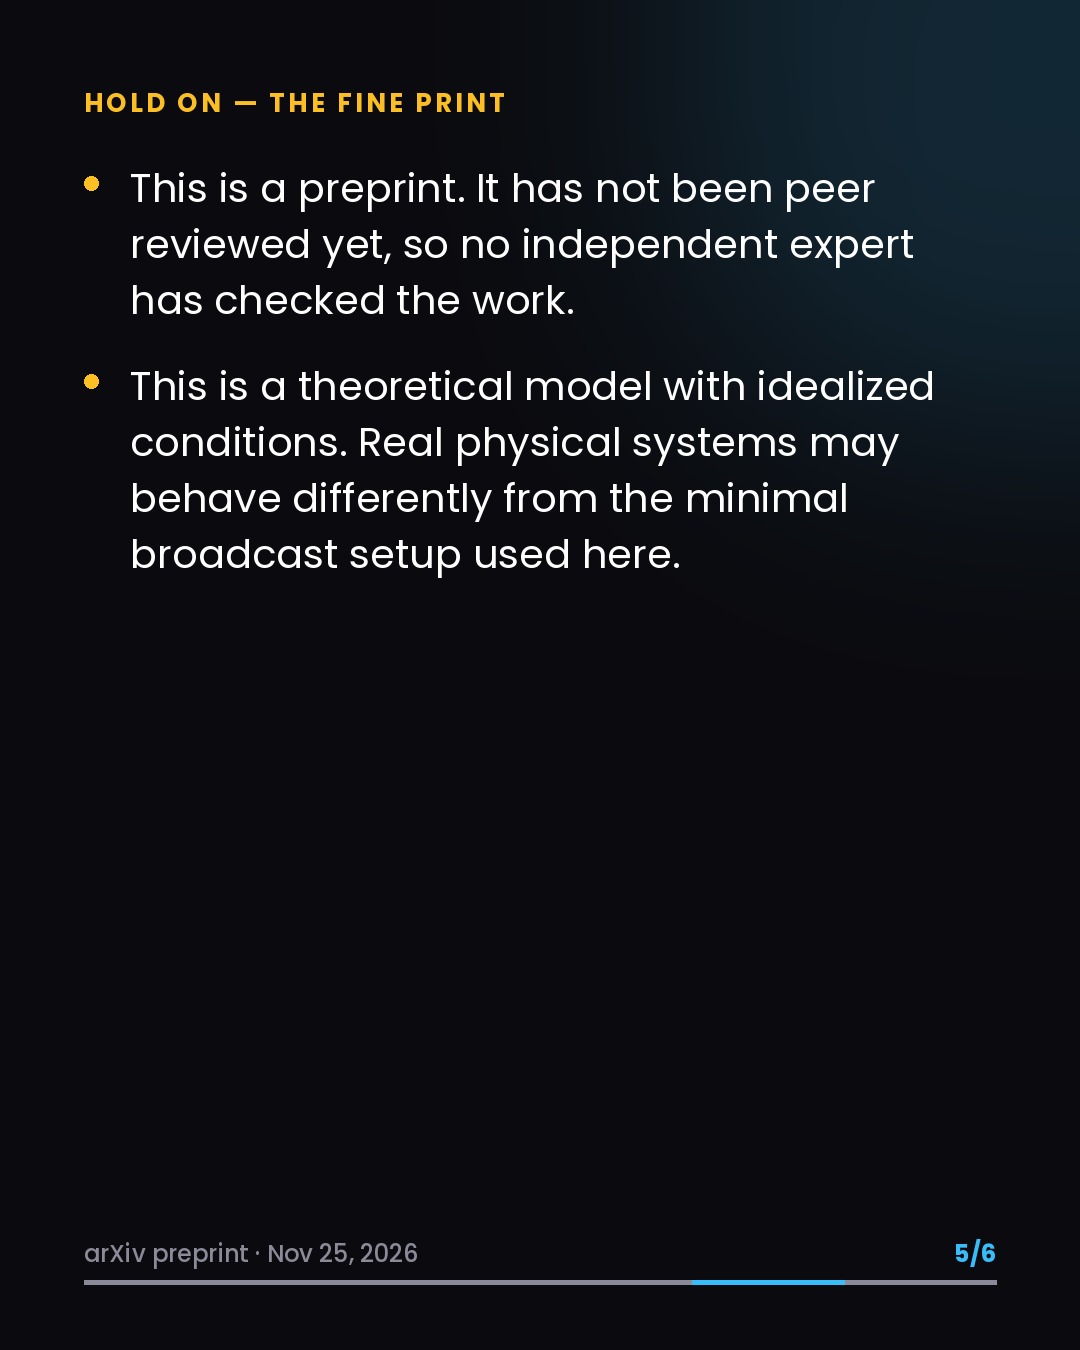 HOLD ON — THE FINE PRINT
This is a preprint. It has not been peer
reviewed yet, so no independent expert
has checked the work.
This is a theoretical model with idealized
conditions. Real physical systems may
behave differently from the minimal
broadcast setup used here.
arXiv preprint · Nov 25, 2026
5/6